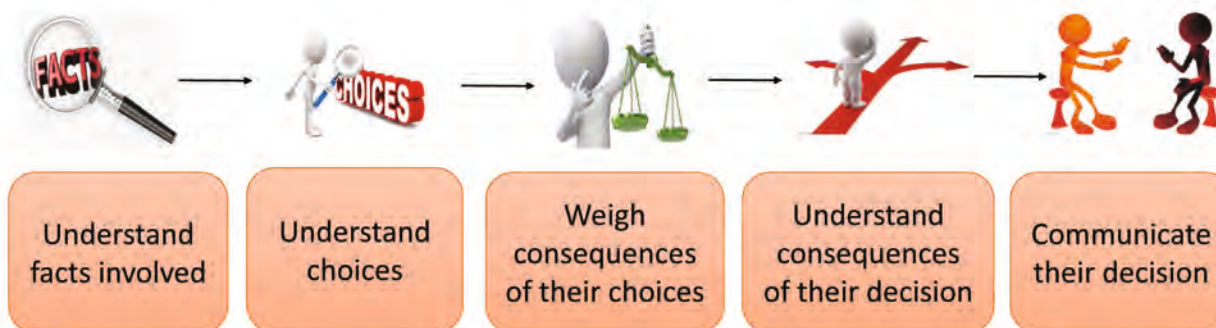 FACTS
CHOICES
Understand
facts involved
Understand
choices
Weigh
consequences
of their choices
Understand
consequences
of their decision
Communicate
their decision